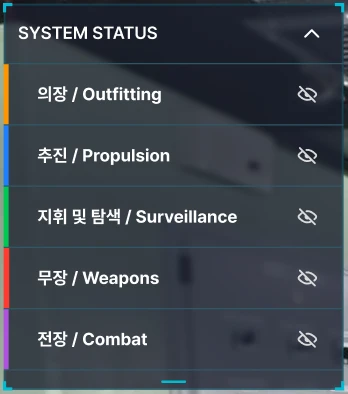 SYSTEM STATUS
의장 / Outfitting
추진 / Propulsion
지휘 및 탐색 / Surveillance
무장 / Weapons
전장 / Combat